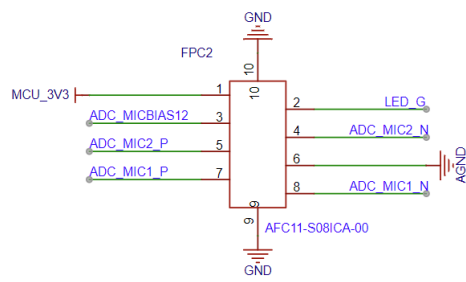 GND
FPC2
10
10
MCU_3V3
1
2
LED_G
ADC_MICBIAS12
3
4
ADC_MIC2_N
ADC_MIC2_P
5
6
AGND
ADC_MIC1_P
7
8
ADC_MIC1_N
9
9
AFC11-S08ICA-00
GND